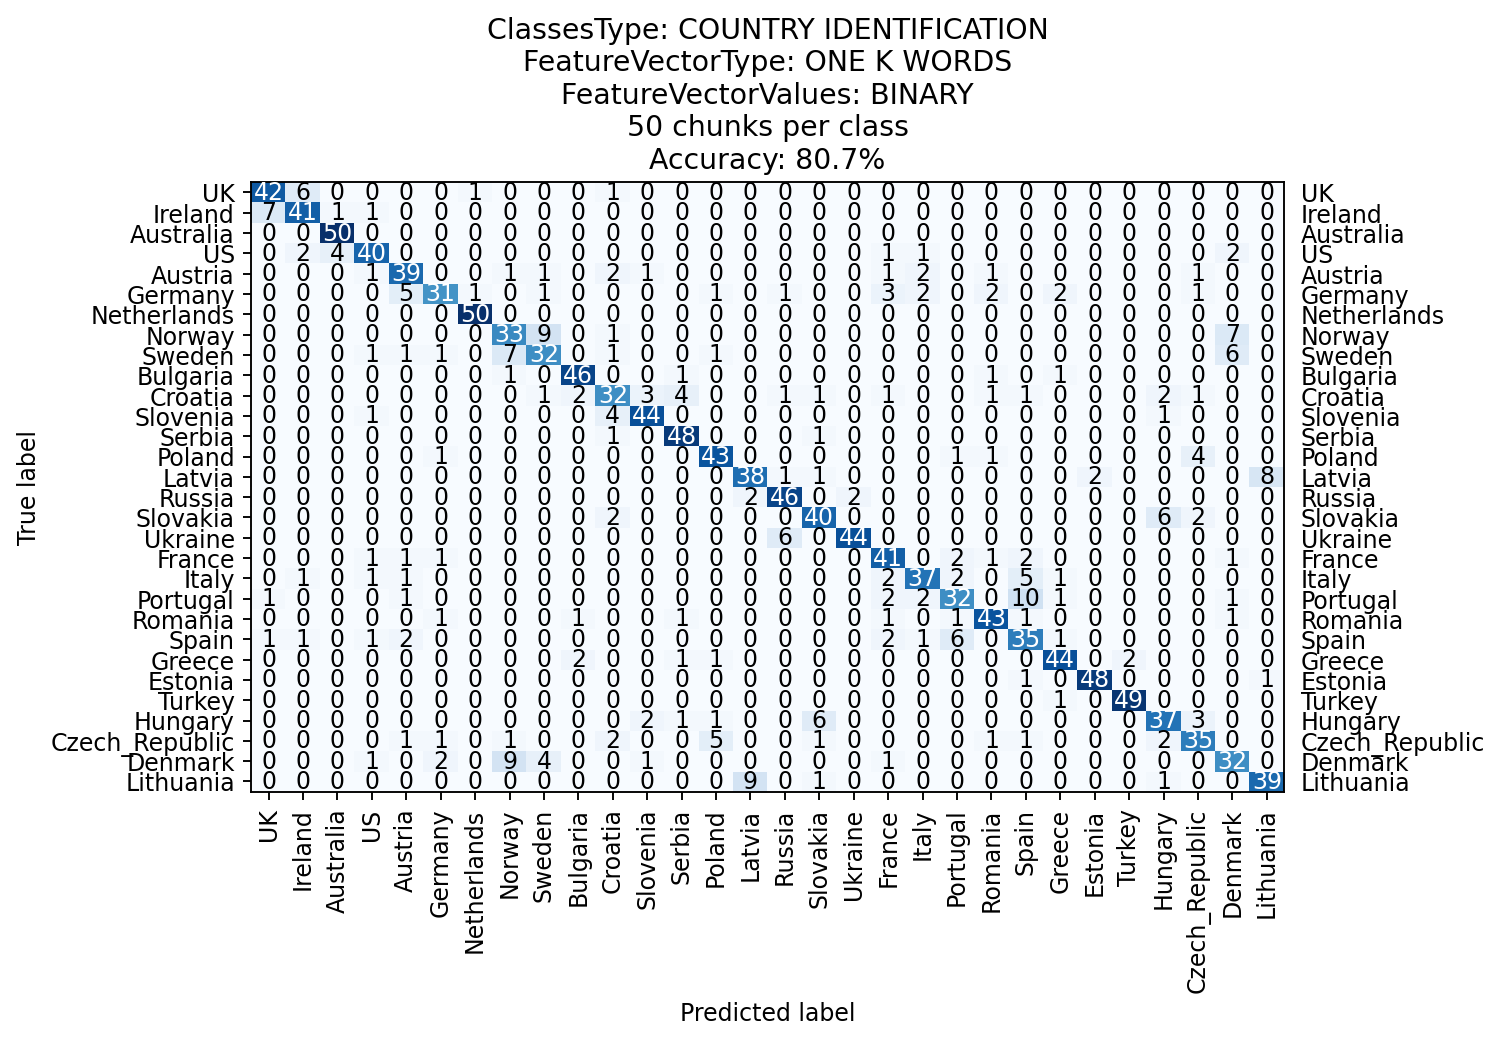 ClassesType: COUNTRY IDENTIFICATION
FeatureVectorType: ONE K WORDS
FeatureVectorValues: BINARY
50 chunks per class
Accuracy: 80.7%
UK 42 6 0 0 0 0 1 0 0 0 1 0 0 0 0 0 0 0 0 0 0 0 0 0 0 0 0 0 0 0 UK
Ireland 7 41 1 1 0 0 0 0 0 0 0 0 0 0 0 0 0 0 0 0 0 0 0 0 0 0 0 0 0 0 Ireland
Australia 0 0 50 0 0 0 0 0 0 0 0 0 0 0 0 0 0 0 0 0 0 0 0 0 0 0 0 0 0 0 Australia
US 0 2 4 40 0 0 0 0 0 0 0 0 0 0 0 0 0 0 1 1 0 0 0 0 0 0 0 0 2 0 US
Austria 0 0 0 1 39 0 0 1 1 0 2 1 0 0 0 0 0 0 1 2 0 1 0 0 0 0 0 1 0 0 Austria
Germany 0 0 0 0 5 31 1 0 1 0 0 0 0 1 0 1 0 0 3 2 0 2 0 2 0 0 0 1 0 0 Germany
Netherlands 0 0 0 0 0 0 50 0 0 0 0 0 0 0 0 0 0 0 0 0 0 0 0 0 0 0 0 0 0 0 Netherlands
Norway 0 0 0 0 0 0 0 33 9 0 1 0 0 0 0 0 0 0 0 0 0 0 0 0 0 0 0 0 7 0 Norway
Sweden 0 0 0 1 1 1 0 7 32 0 1 0 0 1 0 0 0 0 0 0 0 0 0 0 0 0 0 0 6 0 Sweden
Bulgaria 0 0 0 0 0 0 0 1 0 46 0 0 1 0 0 0 0 0 0 0 0 1 0 1 0 0 0 0 0 0 Bulgaria
Croatia 0 0 0 0 0 0 0 0 1 2 32 3 4 0 0 1 1 0 1 0 0 1 1 0 0 0 2 1 0 0 Croatia
Slovenia 0 0 0 1 0 0 0 0 0 0 4 44 0 0 0 0 0 0 0 0 0 0 0 0 0 0 1 0 0 0 Slovenia
Serbia 0 0 0 0 0 0 0 0 0 0 1 0 48 0 0 0 1 0 0 0 0 0 0 0 0 0 0 0 0 0 Serbia
Poland 0 0 0 0 0 1 0 0 0 0 0 0 0 43 0 0 0 0 0 0 1 1 0 0 0 0 0 4 0 0 Poland
Latvia 0 0 0 0 0 0 0 0 0 0 0 0 0 0 38 1 1 0 0 0 0 0 0 0 2 0 0 0 0 8 Latvia
Russia 0 0 0 0 0 0 0 0 0 0 0 0 0 0 2 46 0 2 0 0 0 0 0 0 0 0 0 0 0 0 Russia
Slovakia 0 0 0 0 0 0 0 0 0 0 2 0 0 0 0 0 40 0 0 0 0 0 0 0 0 0 6 2 0 0 Slovakia
Ukraine 0 0 0 0 0 0 0 0 0 0 0 0 0 0 0 6 0 44 0 0 0 0 0 0 0 0 0 0 0 0 Ukraine
France 0 0 0 1 1 1 0 0 0 0 0 0 0 0 0 0 0 0 41 0 2 1 2 0 0 0 0 0 1 0 France
Italy 0 1 0 1 1 0 0 0 0 0 0 0 0 0 0 0 0 0 2 37 2 0 5 1 0 0 0 0 0 0 Italy
Portugal 1 0 0 0 1 0 0 0 0 0 0 0 0 0 0 0 0 0 2 2 32 0 10 1 0 0 0 0 1 0 Portugal
Romania 0 0 0 0 0 1 0 0 0 1 0 0 1 0 0 0 0 0 1 0 1 43 1 0 0 0 0 0 1 0 Romania
Spain 1 1 0 1 2 0 0 0 0 0 0 0 0 0 0 0 0 0 2 1 6 0 35 1 0 0 0 0 0 0 Spain
Greece 0 0 0 0 0 0 0 0 0 2 0 0 1 1 0 0 0 0 0 0 0 0 0 44 0 2 0 0 0 0 Greece
Estonia 0 0 0 0 0 0 0 0 0 0 0 0 0 0 0 0 0 0 0 0 0 0 1 0 48 0 0 0 0 1 Estonia
Turkey 0 0 0 0 0 0 0 0 0 0 0 0 0 0 0 0 0 0 0 0 0 0 0 1 0 49 0 0 0 0 Turkey
Hungary 0 0 0 0 0 0 0 0 0 0 0 2 1 1 0 0 6 0 0 0 0 0 0 0 0 0 37 3 0 0 Hungary
Czech_Republic 0 0 0 0 1 1 0 1 0 0 2 0 0 5 0 0 1 0 0 0 0 1 1 0 0 0 2 35 0 0 Czech_Republic
Denmark 0 0 0 1 0 2 0 9 4 0 0 1 0 0 0 0 0 0 1 0 0 0 0 0 0 0 0 0 32 0 Denmark
Lithuania 0 0 0 0 0 0 0 0 0 0 0 0 0 0 9 0 1 0 0 0 0 0 0 0 0 0 1 0 0 39 Lithuania
True label
UK Ireland Australia US Austria Germany Netherlands Norway Sweden Bulgaria Croatia Slovenia Serbia Poland Latvia Russia Slovakia Ukraine France Italy Portugal Romania Spain Greece Estonia Turkey Hungary Czech_Republic Denmark Lithuania
Predicted label